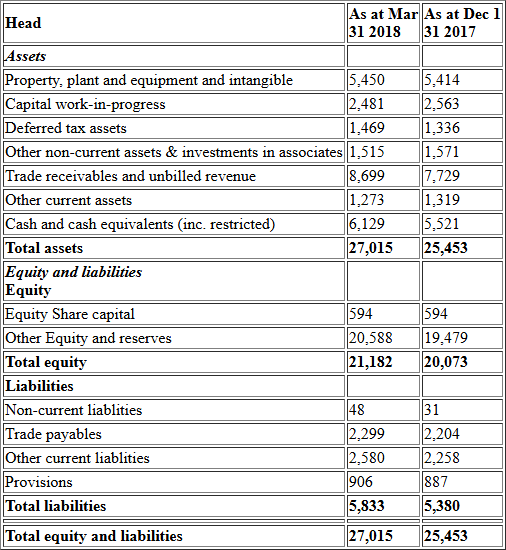 Head As at Mar 31 2018 As at Dec 1 31 2017
Assets
Property, plant and equipment and intangible 5,450 5,414
Capital work-in-progress 2,481 2,563
Deferred tax assets 1,469 1,336
Other non-current assets & investments in associates 1,515 1,571
Trade receivables and unbilled revenue 8,699 7,729
Other current assets 1,273 1,319
Cash and cash equivalents (inc. restricted) 6,129 5,521
Total assets 27,015 25,453
Equity and liabilities
Equity
Equity Share capital 594 594
Other Equity and reserves 20,588 19,479
Total equity 21,182 20,073
Liabilities
Non-current liablities 48 31
Trade payables 2,299 2,204
Other current liablities 2,580 2,258
Provisions 906 887
Total liabilities 5,833 5,380
Total equity and liabilities 27,015 25,453